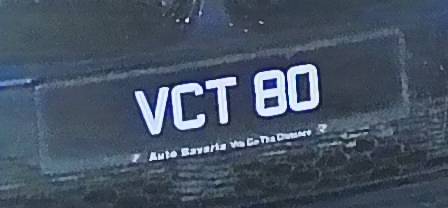 VCT 80
Auto Bavaria We Go The Distance